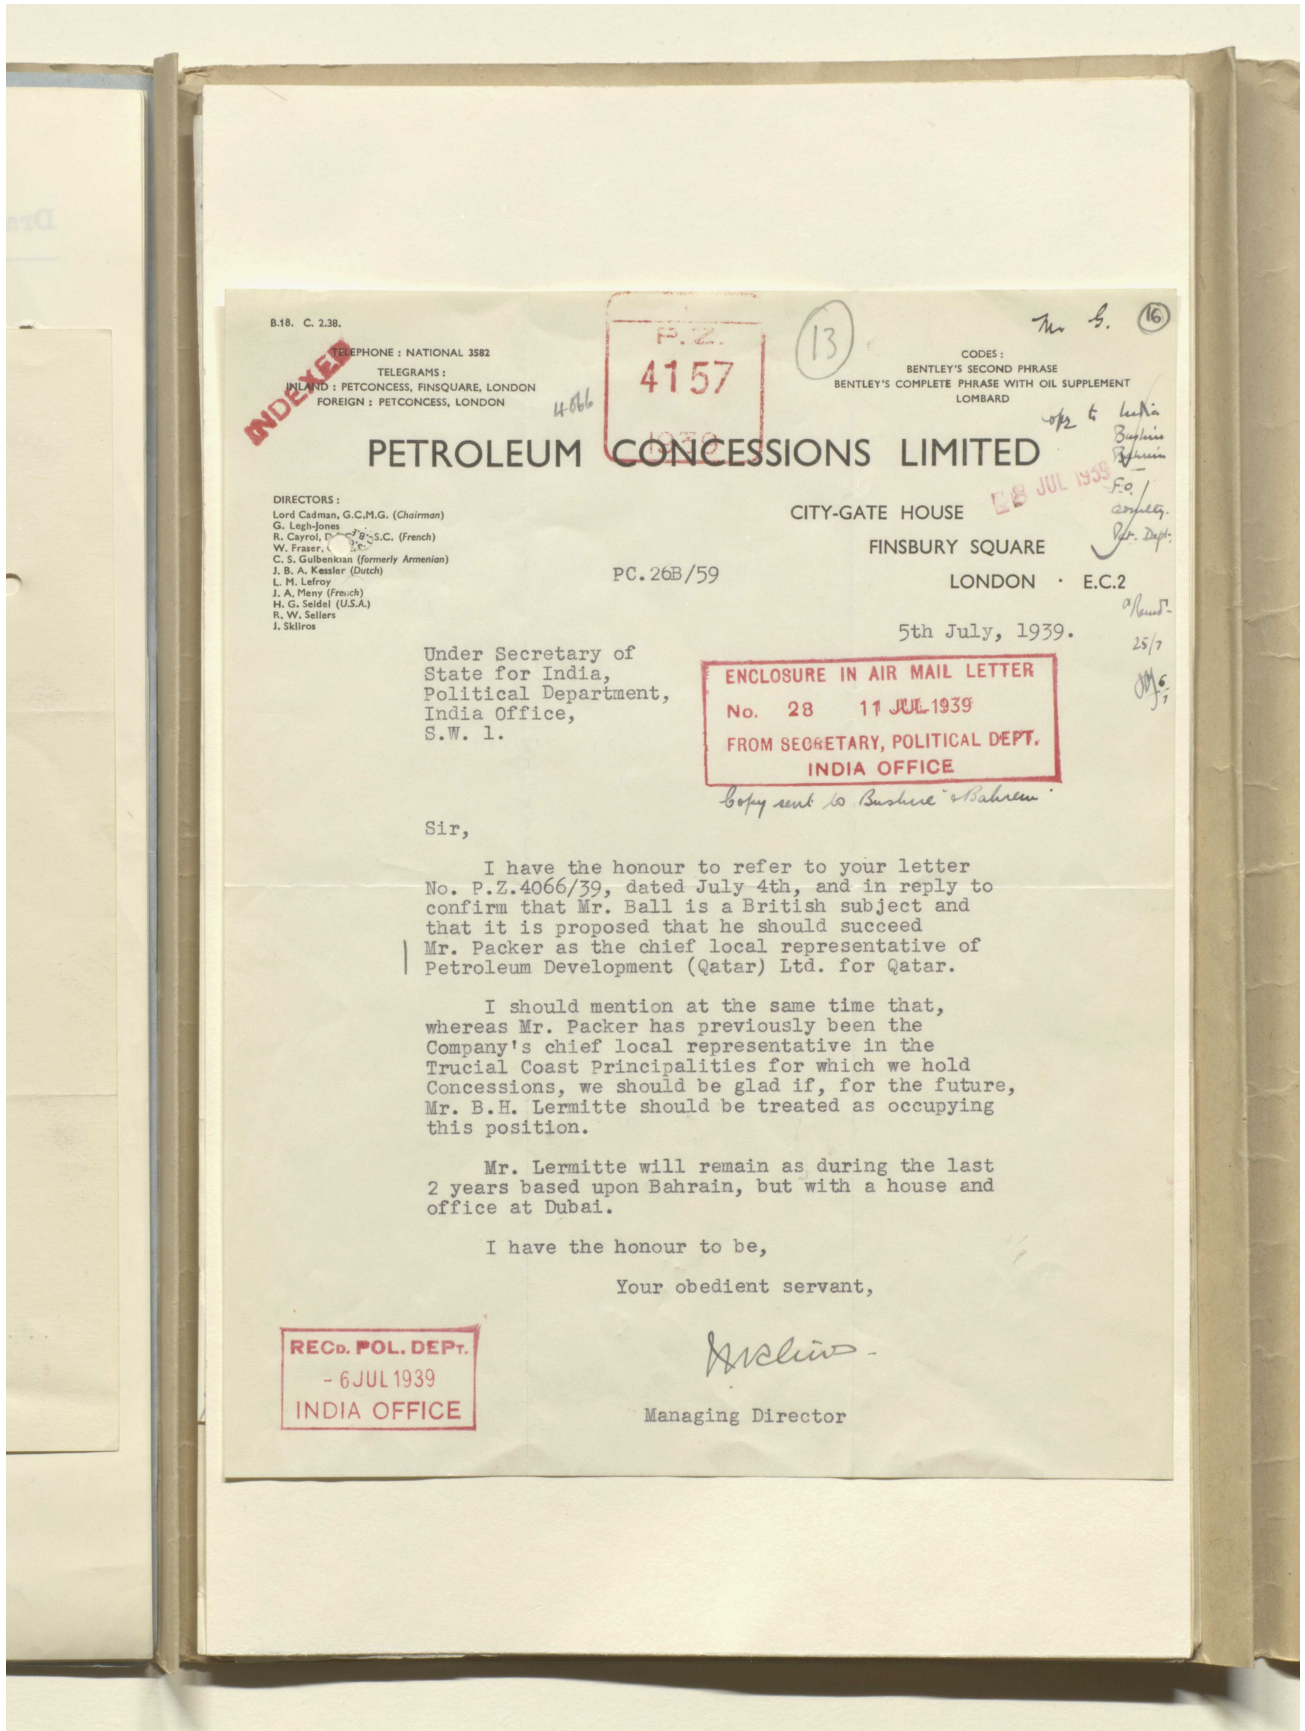 B.18. C. 2.38.
TELEPHONE : NATIONAL 3582
TELEGRAMS :
INLAND : PETCONCESS, FINSQUARE, LONDON
FOREIGN : PETCONCESS, LONDON
INDEXED
4066
P.Z.
4157
1939
13
16
CODES :
BENTLEY'S SECOND PHRASE
BENTLEY'S COMPLETE PHRASE WITH OIL SUPPLEMENT
LOMBARD
to India
Bushire
Bahrein
F.O.
Pet. Dept.
25/7
PETROLEUM CONCESSIONS LIMITED
8 JUL 1939
DIRECTORS :
Lord Cadman, G.C.M.G. (Chairman)
G. Legh-Jones
R. Cayrol, S.C. (French)
W. Fraser,
C. S. Gulbenkian (formerly Armenian)
J. B. A. Kessler (Dutch)
L. M. Lefroy
J. A. Meny (French)
H. G. Seidel (U.S.A.)
R. W. Sellers
J. Skliros
CITY-GATE HOUSE
FINSBURY SQUARE
LONDON · E.C.2
PC.26B/59
5th July, 1939.
Under Secretary of
State for India,
Political Department,
India Office,
S.W. 1.
ENCLOSURE IN AIR MAIL LETTER
No. 28 11 JUL 1939
FROM SECRETARY, POLITICAL DEPT.
INDIA OFFICE
Copy sent to Bushire & Bahrein
Sir,
I have the honour to refer to your letter
No. P.Z.4066/39, dated July 4th, and in reply to
confirm that Mr. Ball is a British subject and
that it is proposed that he should succeed
Mr. Packer as the chief local representative of
Petroleum Development (Qatar) Ltd. for Qatar.
I should mention at the same time that,
whereas Mr. Packer has previously been the
Company's chief local representative in the
Trucial Coast Principalities for which we hold
Concessions, we should be glad if, for the future,
Mr. B.H. Lermitte should be treated as occupying
this position.
Mr. Lermitte will remain as during the last
2 years based upon Bahrain, but with a house and
office at Dubai.
I have the honour to be,
Your obedient servant,
Managing Director
RECD. POL. DEPT.
- 6 JUL 1939
INDIA OFFICE